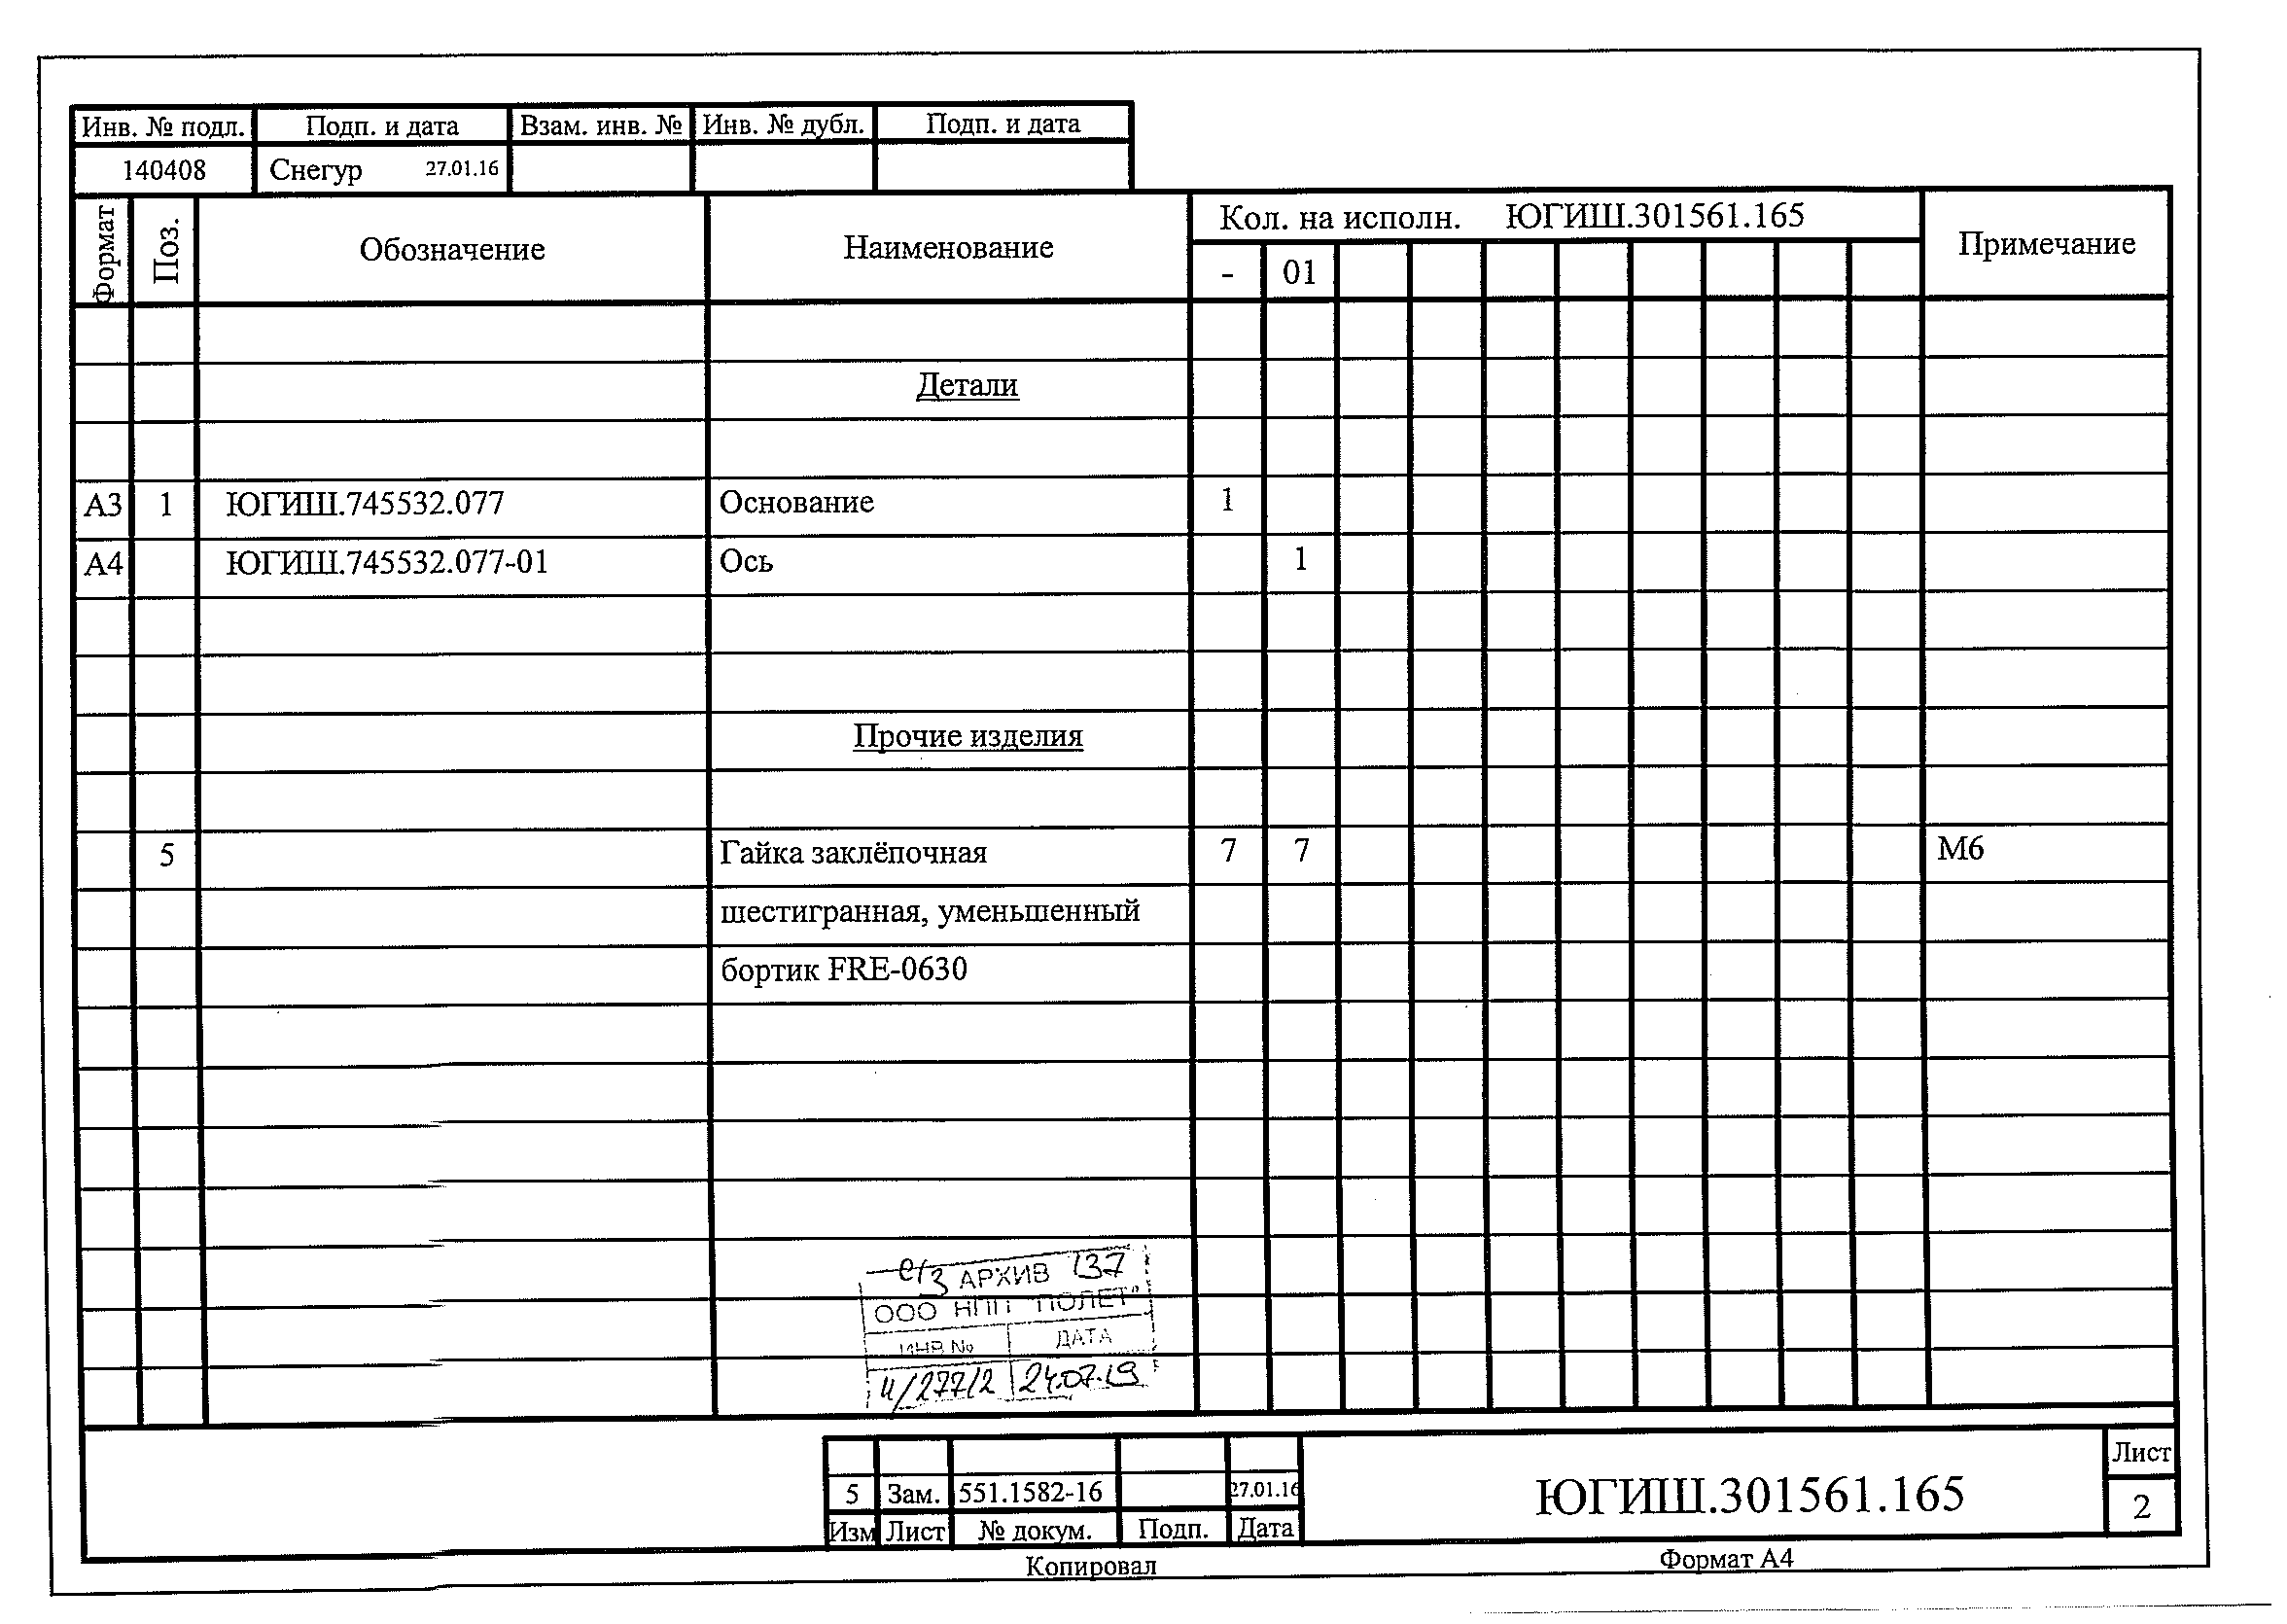 Инв. № подл. Подп. и дата Взам. инв. № Инв. № дубл. Подп. и дата
140408 Снегур 27.01.16
Формат Поз. Обозначение Наименование Кол. на исполн. ЮГИШ.301561.165 Примечание
- 01
Детали
А3 1 ЮГИШ.745532.077 Основание 1
А4 ЮГИШ.745532.077-01 Ось 1
Прочие изделия
5 Гайка заклёпочная 7 7 М6
шестигранная, уменьшенный
бортик FRE-0630
АРХИВ 137
ООО НПП "ПОЛЕТ"
ИНВ № ДАТА
24.07.19
5 Зам. 551.1582-16 27.01.16
Изм Лист № докум. Подп. Дата
ЮГИШ.301561.165
Лист
2
Копировал Формат А4